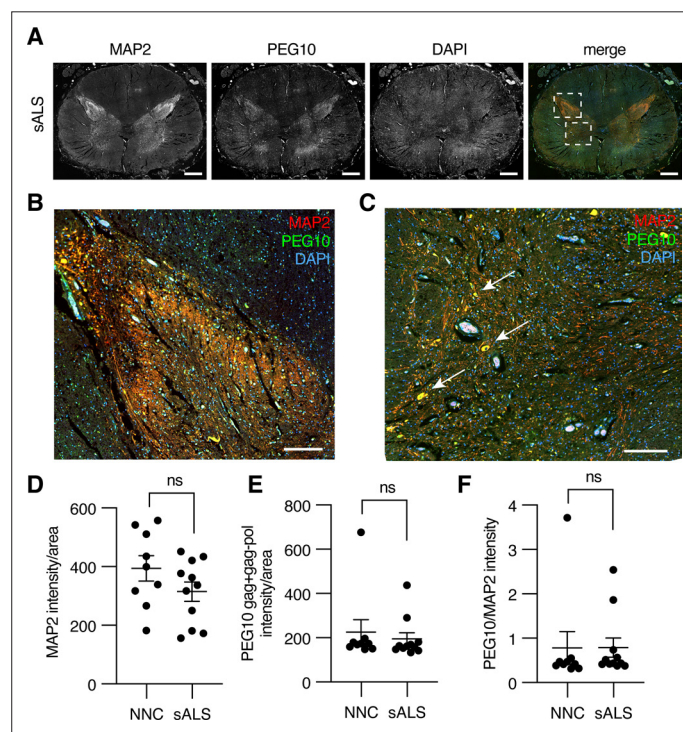 A
MAP2
PEG10
DAPI
merge
sALS
B
MAP2
PEG10
DAPI
C
MAP2
PEG10
DAPI
D
ns
MAP2 intensity/area
600
400
200
0
NNC
sALS
E
ns
PEG10 gag+gag-pol
intensity/area
800
600
400
200
0
NNC
sALS
F
ns
PEG10/MAP2 intensity
4
3
2
1
0
NNC
sALS